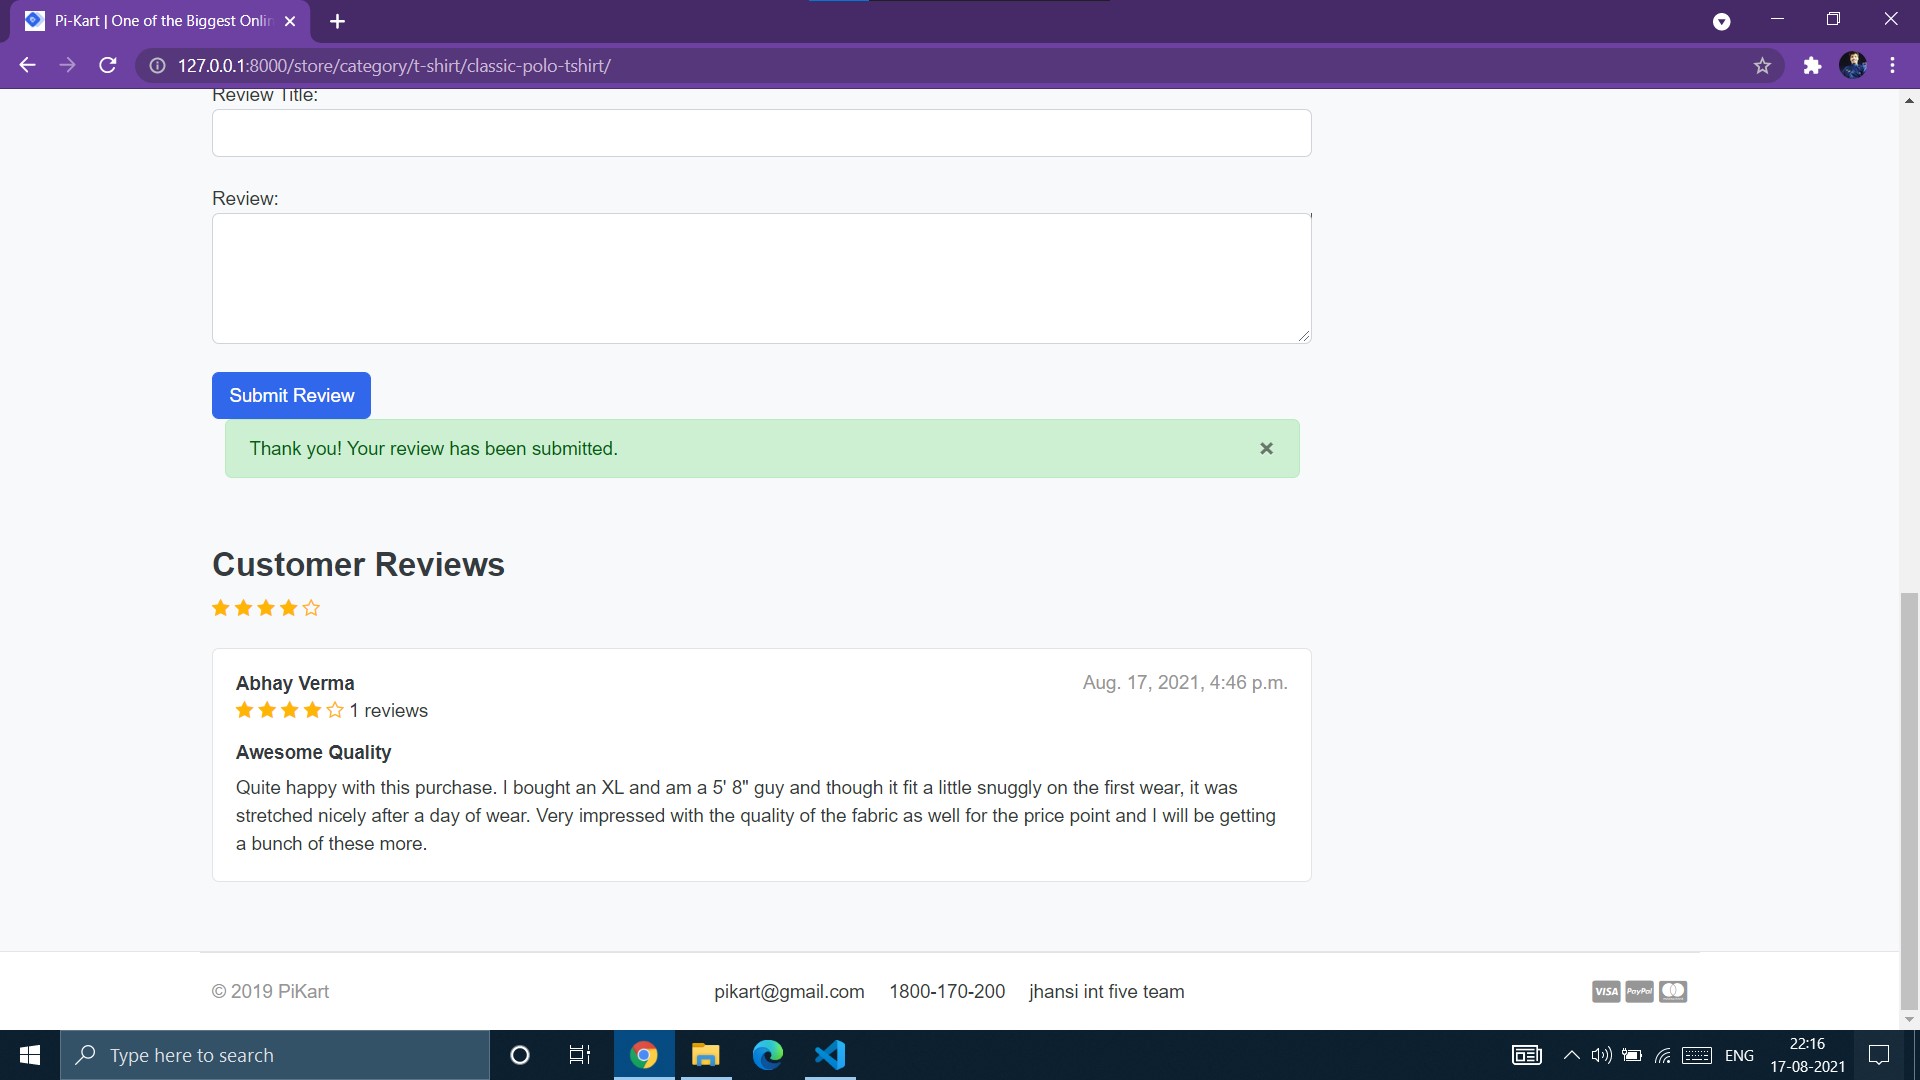 Pi-Kart | One of the Biggest Onlin
127.0.0.1:8000/store/category/t-shirt/classic-polo-tshirt/
Review Title:
Review:
Submit Review
Thank you! Your review has been submitted.
Customer Reviews
Abhay Verma
Aug. 17, 2021, 4:46 p.m.
1 reviews
Awesome Quality
Quite happy with this purchase. I bought an XL and am a 5' 8" guy and though it fit a little snuggly on the first wear, it was
stretched nicely after a day of wear. Very impressed with the quality of the fabric as well for the price point and I will be getting
a bunch of these more.
© 2019 PiKart
pikart@gmail.com 1800-170-200 jhansi int five team
VISA PayPal
Type here to search
ENG
22:16
17-08-2021